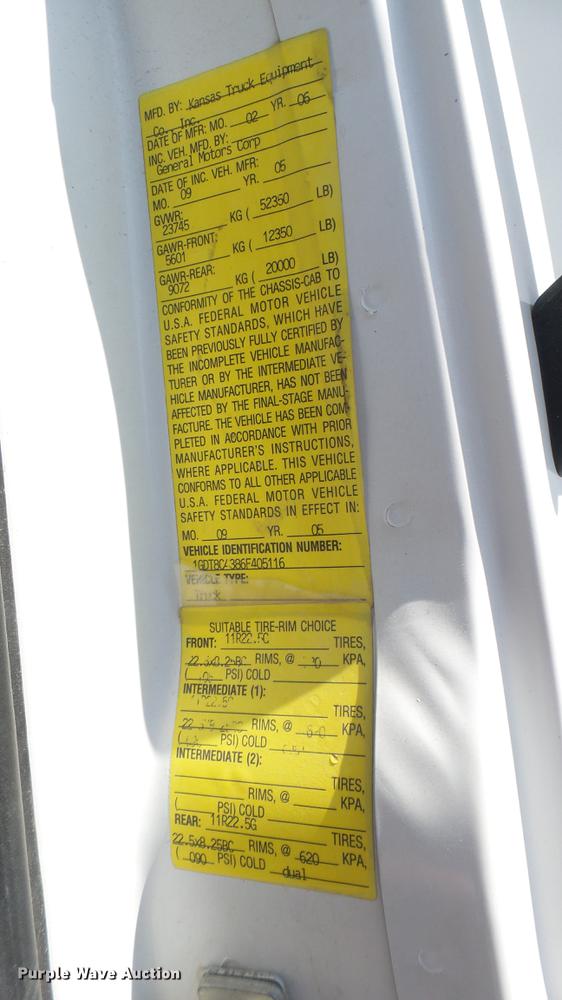 MFD. BY: Kansas Truck Equipment
Co. Inc.
DATE OF MFR: MO. 02 YR. 06
INC. VEH. MFD. BY:
General Motors Corp
DATE OF INC. VEH. MFR:
MO. 09 YR. 05
GVWR:
23745 KG ( 52350 LB)
GAWR-FRONT:
5601 KG ( 12350 LB)
GAWR-REAR:
9072 KG ( 20000 LB)
CONFORMITY OF THE CHASSIS-CAB TO
U.S.A. FEDERAL MOTOR VEHICLE
SAFETY STANDARDS, WHICH HAVE
BEEN PREVIOUSLY FULLY CERTIFIED BY
THE INCOMPLETE VEHICLE MANUFAC-
TURER OR BY THE INTERMEDIATE VE-
HICLE MANUFACTURER, HAS NOT BEEN
AFFECTED BY THE FINAL-STAGE MANU-
FACTURE. THE VEHICLE HAS BEEN COM-
PLETED IN ACCORDANCE WITH PRIOR
MANUFACTURER'S INSTRUCTIONS,
WHERE APPLICABLE. THIS VEHICLE
CONFORMS TO ALL OTHER APPLICABLE
U.S.A. FEDERAL MOTOR VEHICLE
SAFETY STANDARDS IN EFFECT IN:
MO. 09 YR. 05
VEHICLE IDENTIFICATION NUMBER:
1GDT8C4386F405116
VEHICLE TYPE:
Truck
SUITABLE TIRE-RIM CHOICE
FRONT: 11R22.5G TIRES,
RIMS, @ KPA,
( PSI) COLD
INTERMEDIATE (1):
TIRES,
RIMS, @ KPA,
( PSI) COLD
INTERMEDIATE (2):
TIRES,
RIMS, @ KPA,
( PSI) COLD
REAR: 11R22.5G TIRES,
22.5x8.25BC RIMS, @ 620 KPA,
( 090 PSI) COLD dual
Purple Wave Auction